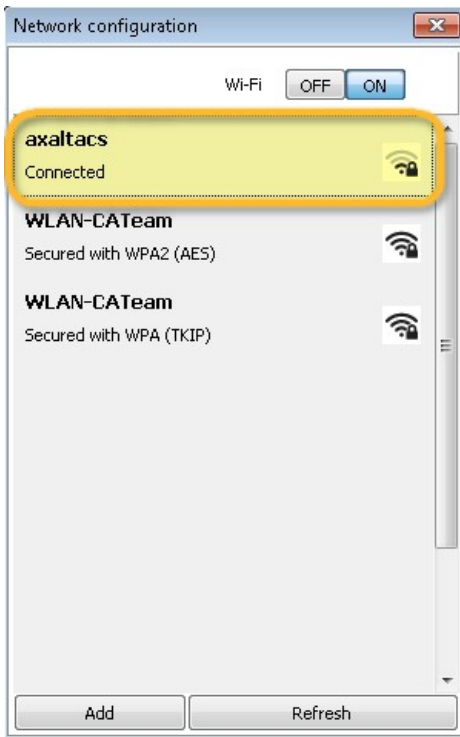 Network configuration
Wi-Fi OFF ON
axaltacs
Connected
WLAN-CATeam
Secured with WPA2 (AES)
WLAN-CATeam
Secured with WPA (TKIP)
Add Refresh